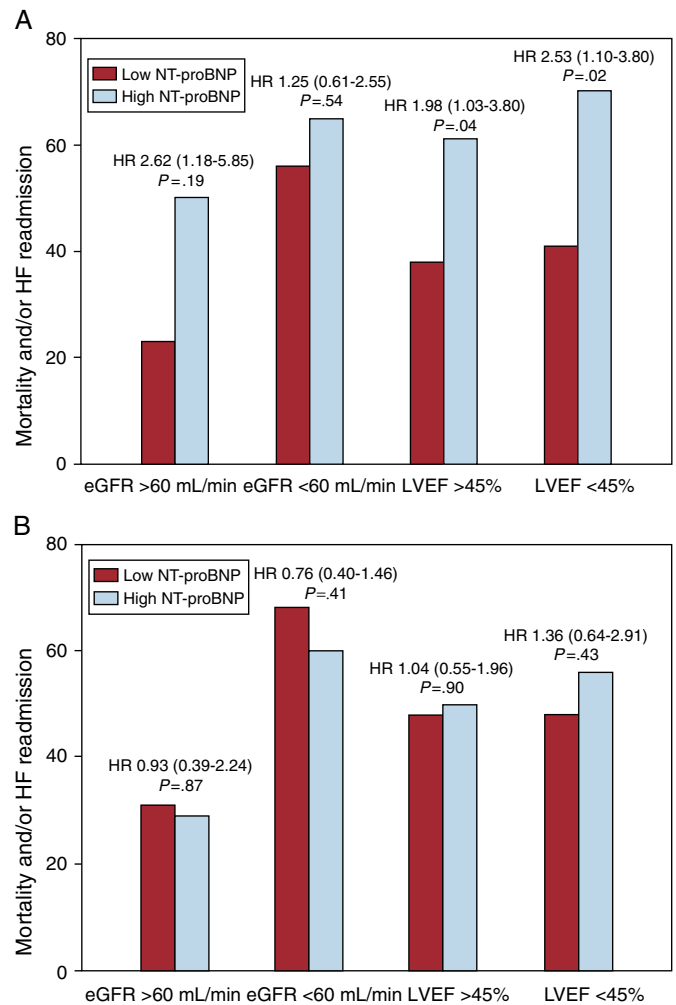 A
80
60
40
20
0
Mortality and/or HF readmission
Low NT-proBNP
High NT-proBNP
HR 2.62 (1.18-5.85)
P=.19
HR 1.25 (0.61-2.55)
P=.54
HR 1.98 (1.03-3.80)
P=.04
HR 2.53 (1.10-3.80)
P=.02
eGFR >60 mL/min eGFR <60 mL/min LVEF >45% LVEF <45%
B
80
60
40
20
0
Mortality and/or HF readmission
Low NT-proBNP
High NT-proBNP
HR 0.93 (0.39-2.24)
P=.87
HR 0.76 (0.40-1.46)
P=.41
HR 1.04 (0.55-1.96)
P=.90
HR 1.36 (0.64-2.91)
P=.43
eGFR >60 mL/min eGFR <60 mL/min LVEF >45% LVEF <45%